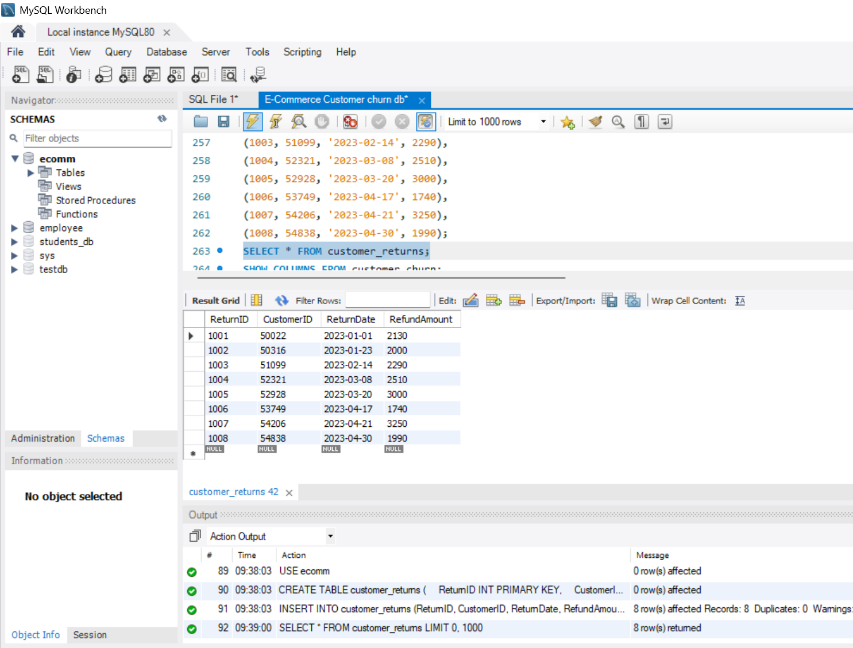 MySQL Workbench
Local instance MySQL80
File Edit View Query Database Server Tools Scripting Help
Navigator
SCHEMAS
Filter objects
ecomm
Tables
Views
Stored Procedures
Functions
employee
students_db
sys
testdb
Administration Schemas
Information
No object selected
Object Info Session
SQL File 1* E-Commerce Customer churn db*
Limit to 1000 rows
257 (1003, 51099, '2023-02-14', 2290),
258 (1004, 52321, '2023-03-08', 2510),
259 (1005, 52928, '2023-03-20', 3000),
260 (1006, 53749, '2023-04-17', 1740),
261 (1007, 54206, '2023-04-21', 3250),
262 (1008, 54838, '2023-04-30', 1990);
263 SELECT * FROM customer_returns;
264 SHOW COLUMNS FROM customer_churn;
Result Grid Filter Rows: Edit: Export/Import: Wrap Cell Content:
ReturnID CustomerID ReturnDate RefundAmount
1001 50022 2023-01-01 2130
1002 50316 2023-01-23 2000
1003 51099 2023-02-14 2290
1004 52321 2023-03-08 2510
1005 52928 2023-03-20 3000
1006 53749 2023-04-17 1740
1007 54206 2023-04-21 3250
1008 54838 2023-04-30 1990
NULL NULL NULL NULL
customer_returns 42
Output
Action Output
# Time Action Message
89 09:38:03 USE ecomm 0 row(s) affected
90 09:38:03 CREATE TABLE customer_returns ( ReturnID INT PRIMARY KEY, CustomerI... 0 row(s) affected
91 09:38:03 INSERT INTO customer_returns (ReturnID, CustomerID, ReturnDate, RefundAmou... 8 row(s) affected Records: 8 Duplicates: 0 Warnings:
92 09:39:00 SELECT * FROM customer_returns LIMIT 0, 1000 8 row(s) returned